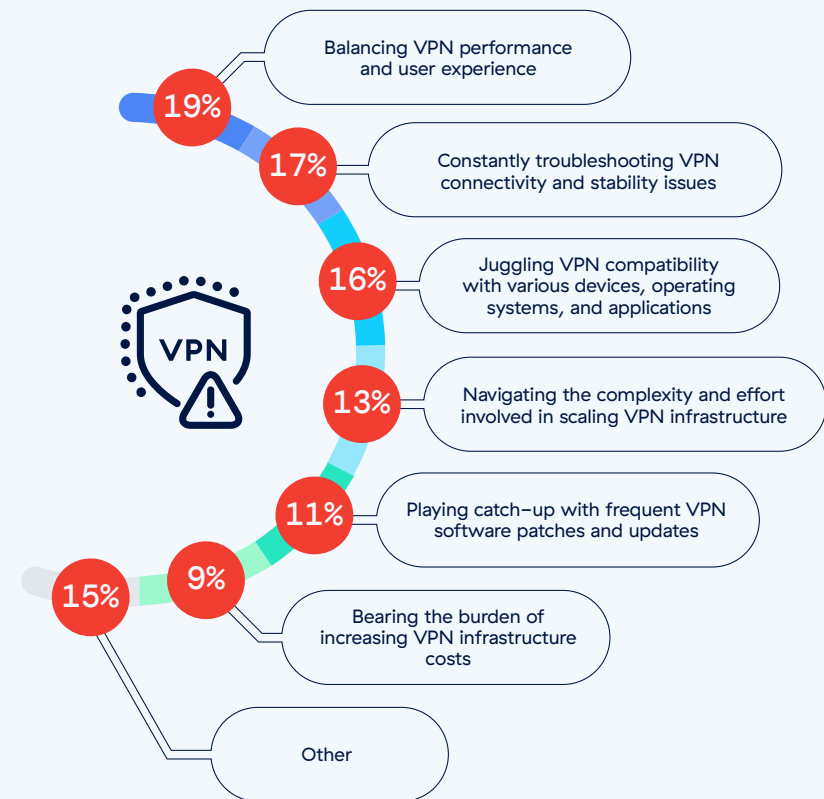 19%
Balancing VPN performance
and user experience
17%
Constantly troubleshooting VPN
connectivity and stability issues
16%
Juggling VPN compatibility
with various devices, operating
systems, and applications
VPN
!
13%
Navigating the complexity and effort
involved in scaling VPN infrastructure
11%
Playing catch-up with frequent VPN
software patches and updates
9%
Bearing the burden of
increasing VPN infrastructure
costs
15%
Other